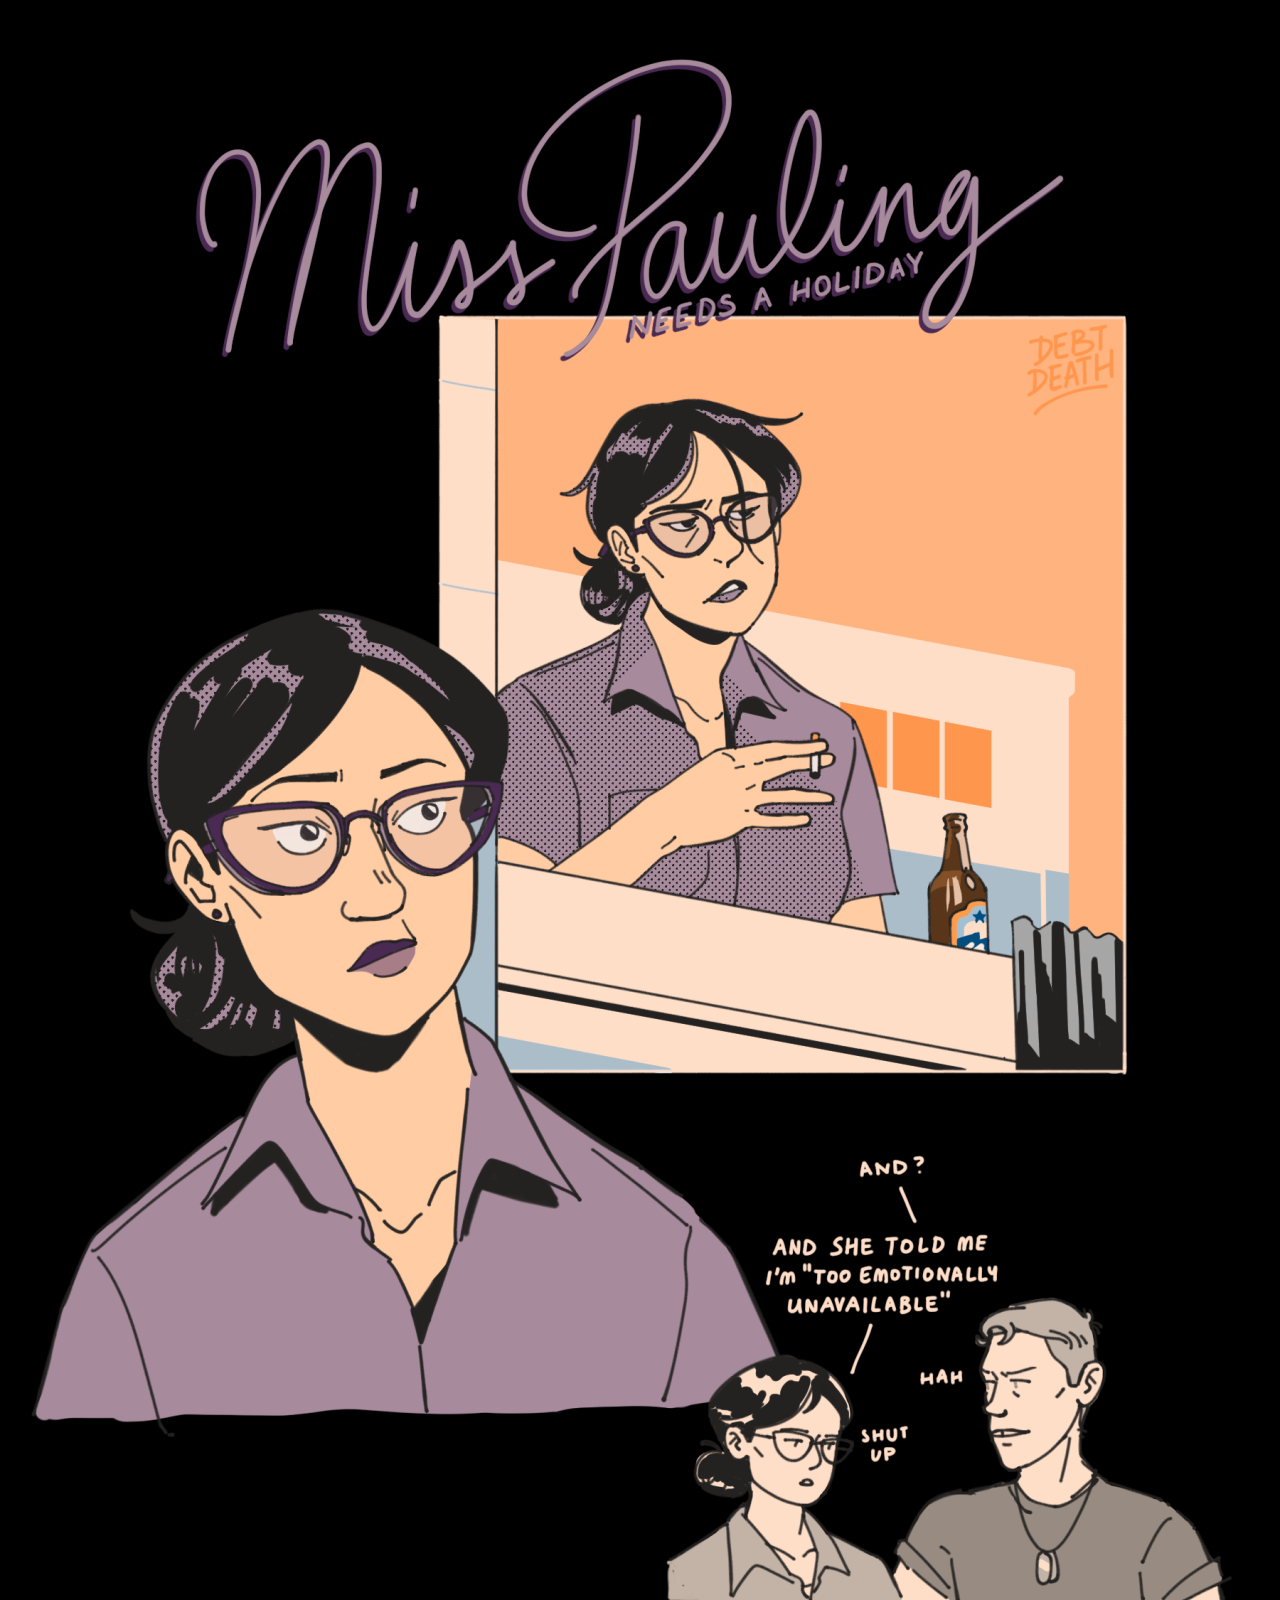 Miss Pauling
NEEDS A HOLIDAY
DEBT
DEATH
AND?
AND SHE TOLD ME
I'M "TOO EMOTIONALLY
UNAVAILABLE"
HAH
SHUT
UP